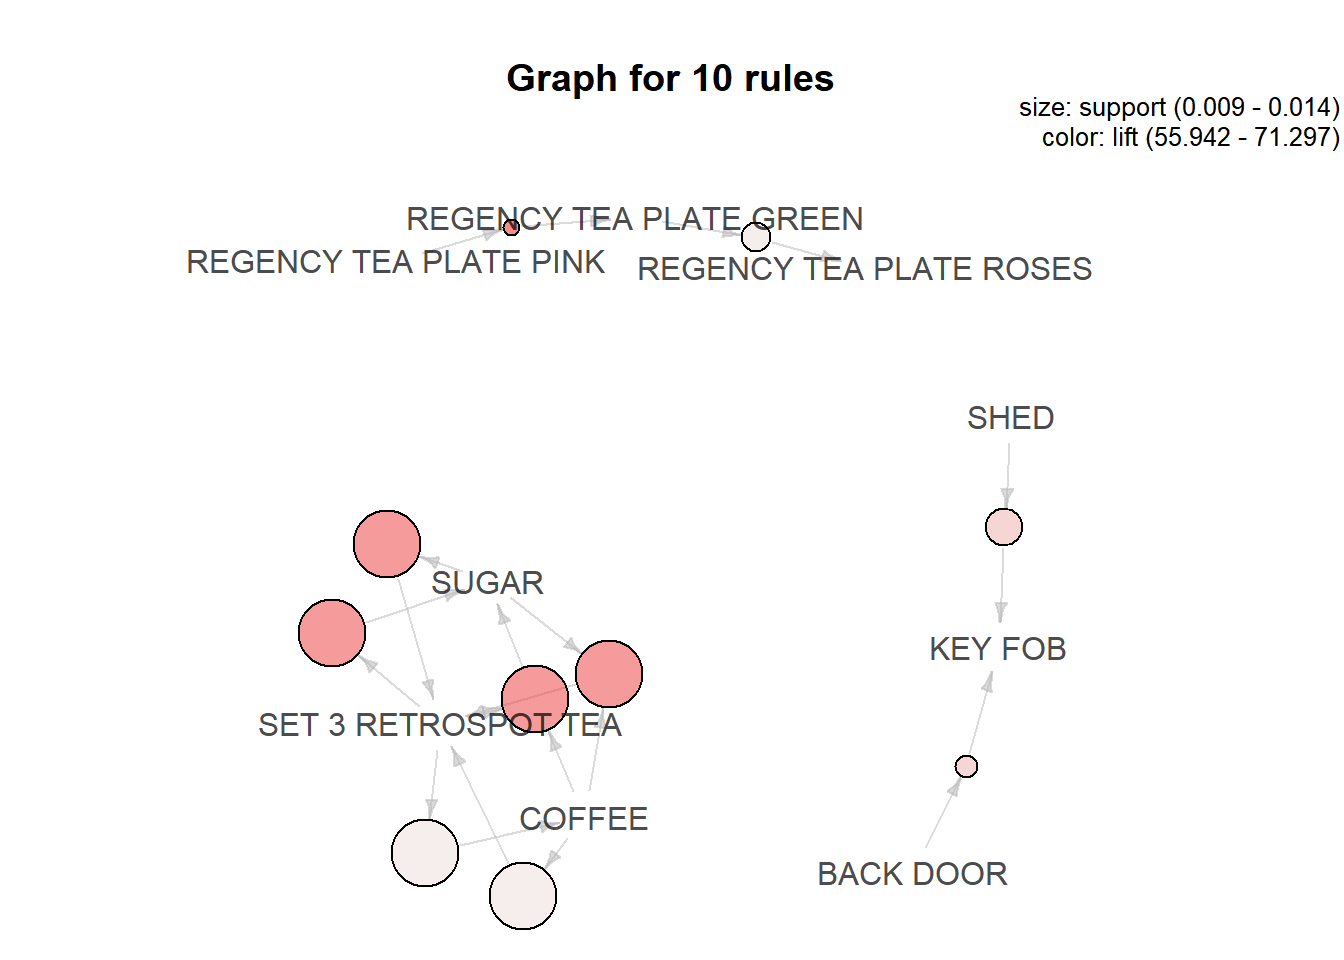 Graph for 10 rules
size: support (0.009 - 0.014)
color: lift (55.942 - 71.297)
REGENCY TEA PLATE GREEN
REGENCY TEA PLATE PINK
REGENCY TEA PLATE ROSES
SHED
SUGAR
KEY FOB
SET 3 RETROSPOT TEA
COFFEE
BACK DOOR